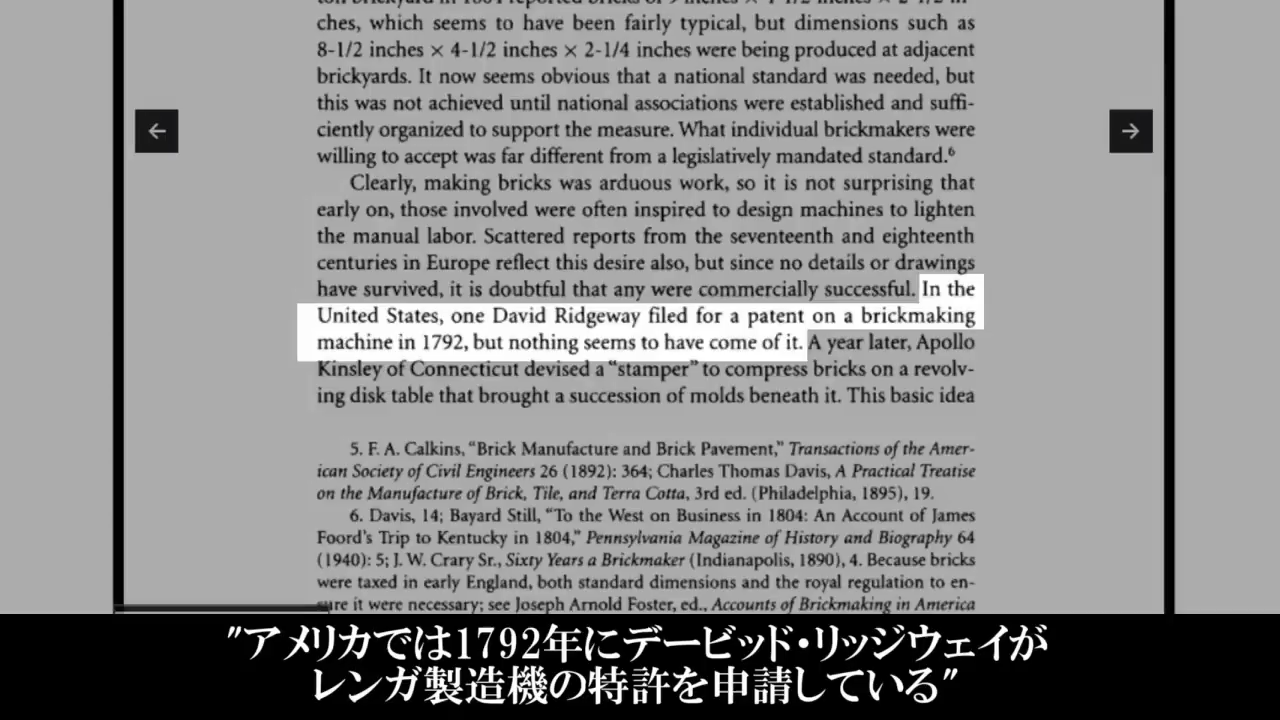 ton brickyard in 1804 reported bricks of 9 inches × 4-1/2 inches × 2-1/2 in-
ches, which seems to have been fairly typical, but dimensions such as
8-1/2 inches × 4-1/2 inches × 2-1/4 inches were being produced at adjacent
brickyards. It now seems obvious that a national standard was needed, but
this was not achieved until national associations were established and suffi-
ciently organized to support the measure. What individual brickmakers were
willing to accept was far different from a legislatively mandated standard.⁶
Clearly, making bricks was arduous work, so it is not surprising that
early on, those involved were often inspired to design machines to lighten
the manual labor. Scattered reports from the seventeenth and eighteenth
centuries in Europe reflect this desire also, but since no details or drawings
have survived, it is doubtful that any were commercially successful. In the
United States, one David Ridgeway filed for a patent on a brickmaking
machine in 1792, but nothing seems to have come of it. A year later, Apollo
Kinsley of Connecticut devised a “stamper” to compress bricks on a revolv-
ing disk table that brought a succession of molds beneath it. This basic idea
5. F. A. Calkins, “Brick Manufacture and Brick Pavement,” Transactions of the Amer-
ican Society of Civil Engineers 26 (1892): 364; Charles Thomas Davis, A Practical Treatise
on the Manufacture of Brick, Tile, and Terra Cotta, 3rd ed. (Philadelphia, 1895), 19.
6. Davis, 14; Bayard Still, “To the West on Business in 1804: An Account of James
Foord’s Trip to Kentucky in 1804,” Pennsylvania Magazine of History and Biography 64
(1940): 5; J. W. Crary Sr., Sixty Years a Brickmaker (Indianapolis, 1890), 4. Because bricks
were taxed in early England, both standard dimensions and the royal regulation to en-
sure it were necessary; see Joseph Arnold Foster, ed., Accounts of Brickmaking in America
"アメリカでは1792年にデービッド・リッジウェイが
レンガ製造機の特許を申請している"